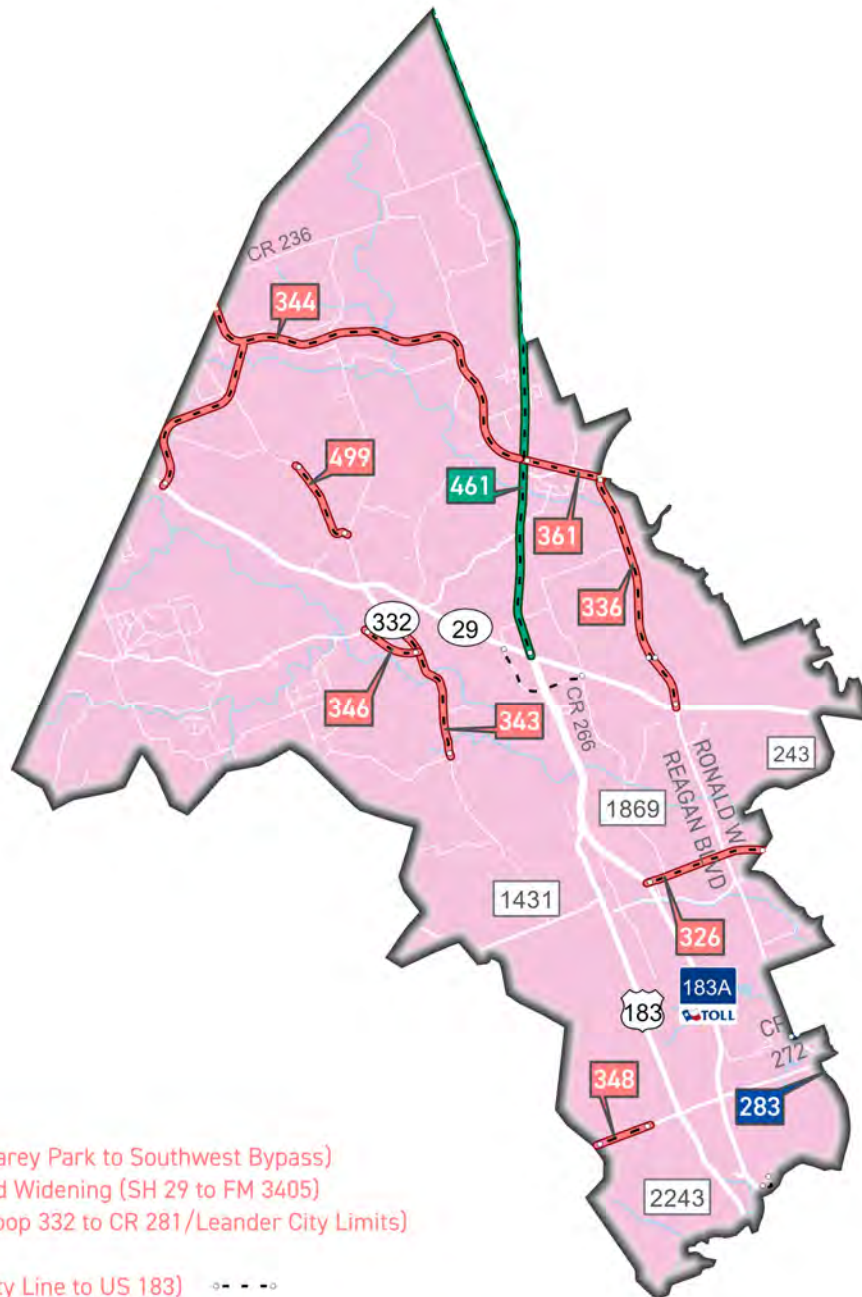 CR 236
344
499
461
361
336
332
29
346
343
CR 266
243
RONALD W
REAGAN BLVD
1869
1431
326
183A
TOLL
183
CR
272
348
283
2243
arey Park to Southwest Bypass)
d Widening (SH 29 to FM 3405)
oop 332 to CR 281/Leander City Limits)
ty Line to US 183)